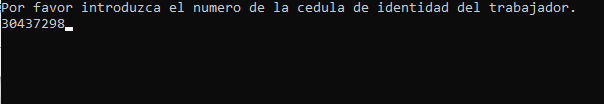 Por favor introduzca el numero de la cedula de identidad del trabajador.
30437298